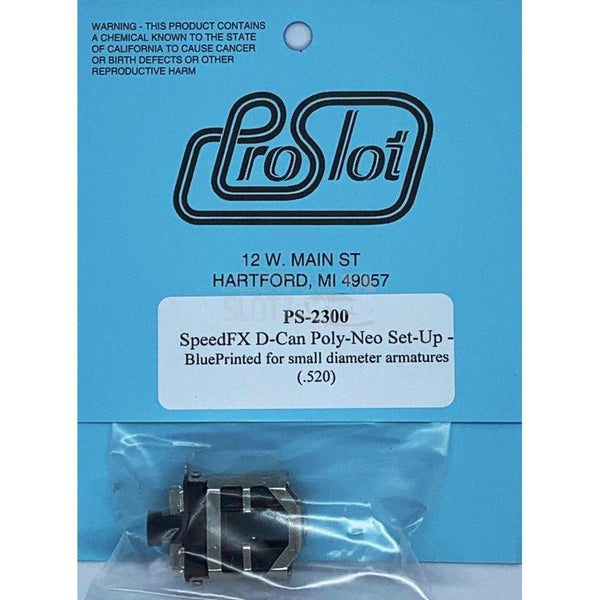 WARNING - THIS PRODUCT CONTAINS
A CHEMICAL KNOWN TO THE STATE
OF CALIFORNIA TO CAUSE CANCER
OR BIRTH DEFECTS OR OTHER
REPRODUCTIVE HARM
ProSlot
12 W. MAIN ST
HARTFORD, MI 49057
PS-2300
SpeedFX D-Can Poly-Neo Set-Up -
BluePrinted for small diameter armatures
(.520)